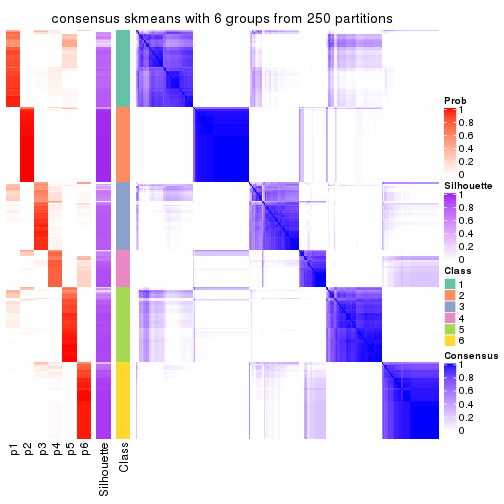 consensus skmeans with 6 groups from 250 partitions
Prob
1
0.8
0.6
0.4
0.2
0
Silhouette
1
0.8
0.6
0.4
0.2
0
Class
1
2
3
4
5
6
Consensus
1
0.8
0.6
0.4
0.2
0
p1
p2
p3
p4
p5
p6
Silhouette
Class